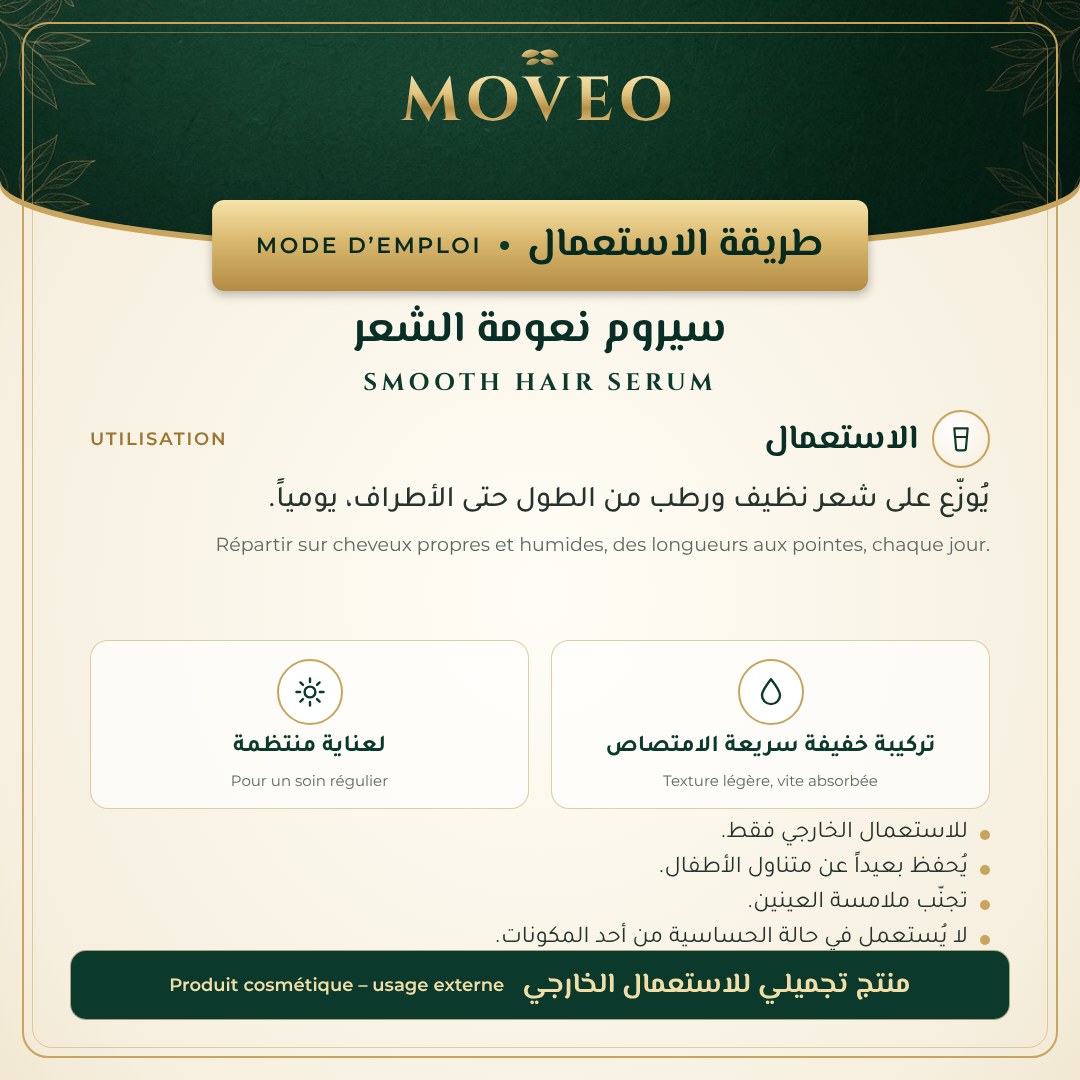 MOVEO
طريقة الاستعمال • MODE D’EMPLOI
سيروم نعومة الشعر
SMOOTH HAIR SERUM
الاستعمال
UTILISATION
يُوزّع على شعر نظيف ورطب من الطول حتى الأطراف، يومياً.
Répartir sur cheveux propres et humides, des longueurs aux pointes, chaque jour.
تركيبة خفيفة سريعة الامتصاص
Texture légère, vite absorbée
لعناية منتظمة
Pour un soin régulier
للاستعمال الخارجي فقط.
يُحفظ بعيداً عن متناول الأطفال.
تجنّب ملامسة العينين.
لا يُستعمل في حالة الحساسية من أحد المكونات.
منتج تجميلي للاستعمال الخارجي Produit cosmétique – usage externe